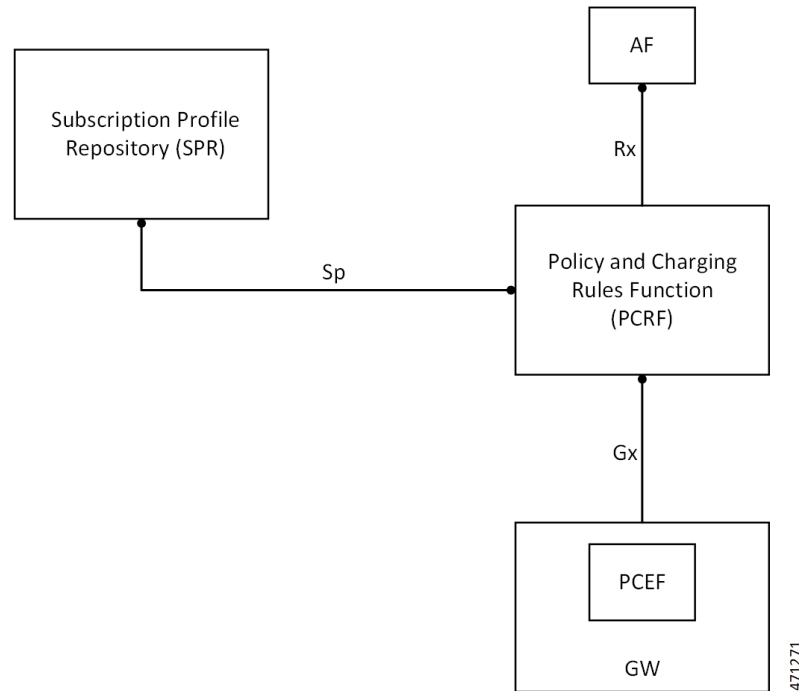 AF
Subscription Profile
Repository (SPR)
Rx
Policy and Charging
Rules Function
(PCRF)
Sp
Gx
PCEF
GW
471271